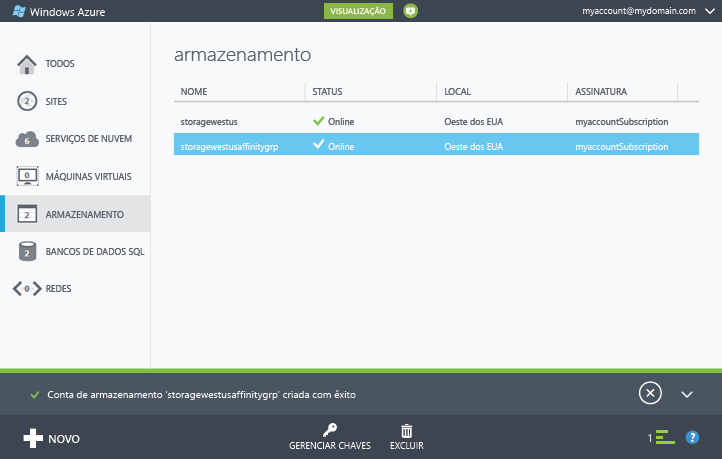 Windows Azure
VISUALIZAÇÃO
myaccount@mydomain.com
TODOS
2 SITES
6 SERVIÇOS DE NUVEM
0 MÁQUINAS VIRTUAIS
2 ARMAZENAMENTO
2 BANCOS DE DADOS SQL
0 REDES
armazenamento
NOME STATUS LOCAL ASSINATURA
storagewestus Online Oeste dos EUA myaccountSubscription
storagewestusaffinitygrp Online Oeste dos EUA myaccountSubscription
Conta de armazenamento 'storagewestusaffinitygrp' criada com êxito
NOVO
GERENCIAR CHAVES
EXCLUIR
1
?